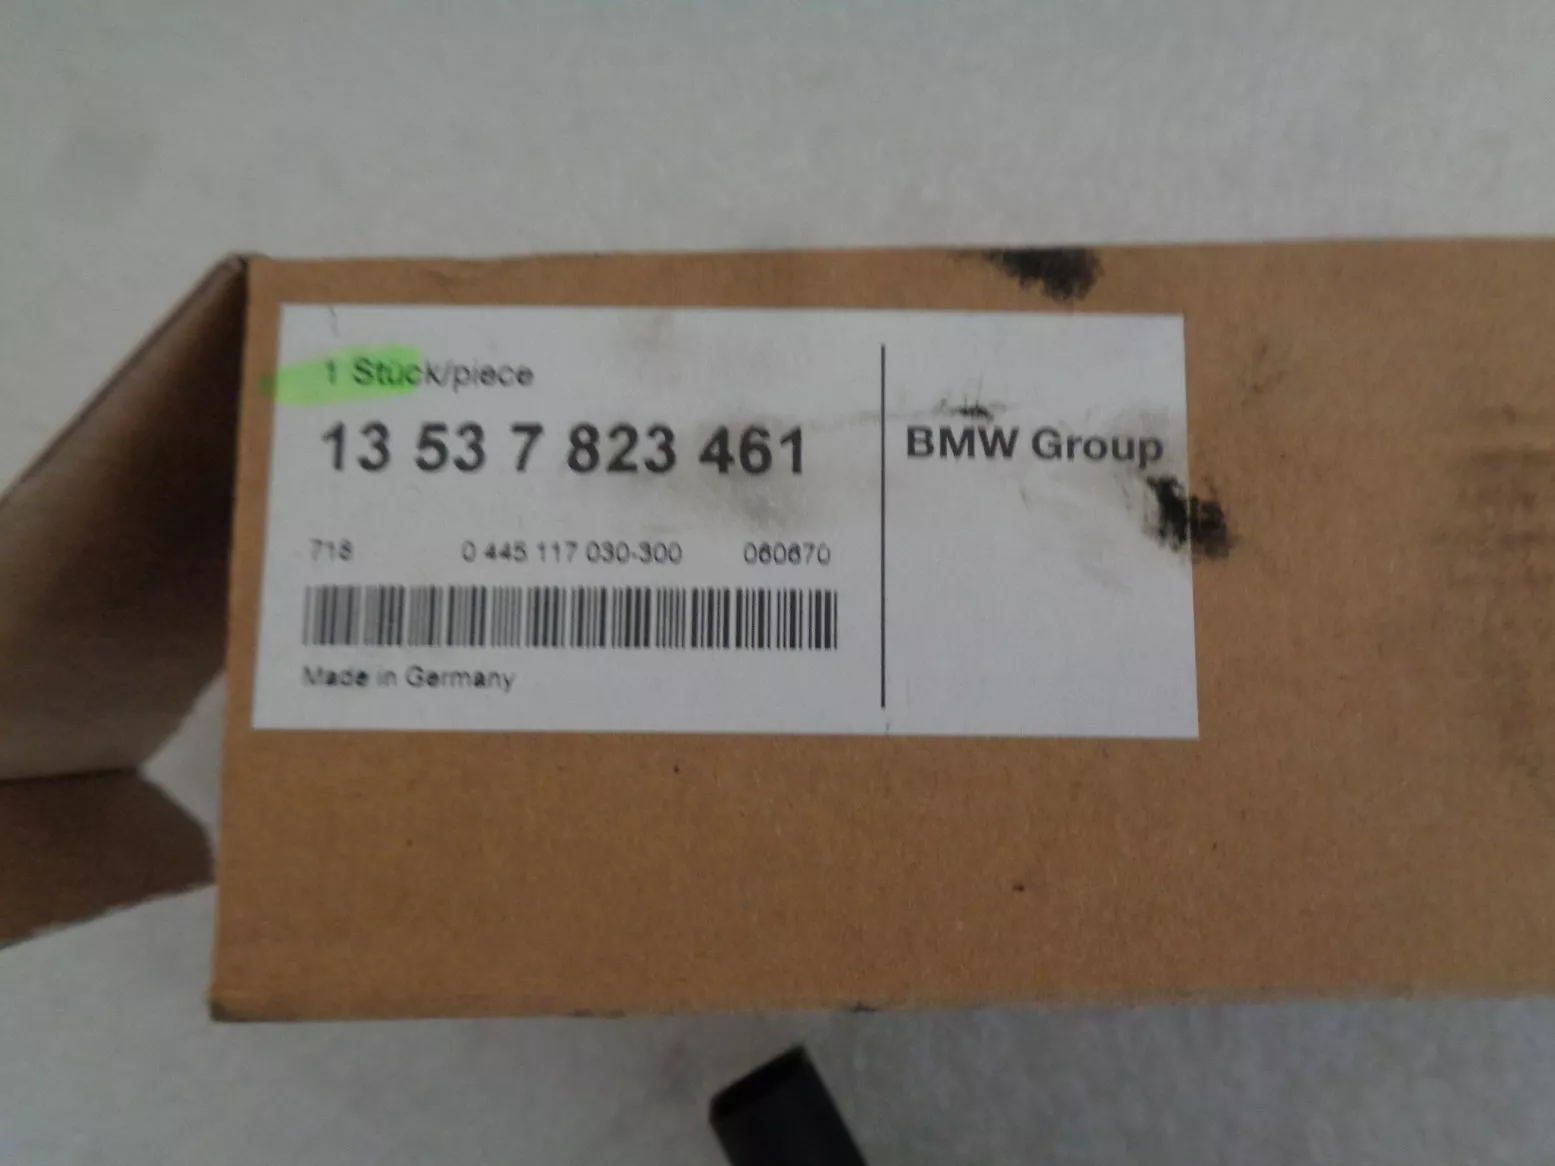 1 Stück/piece
13 53 7 823 461
BMW Group
718 0 445 117 030-300 060670
Made in Germany